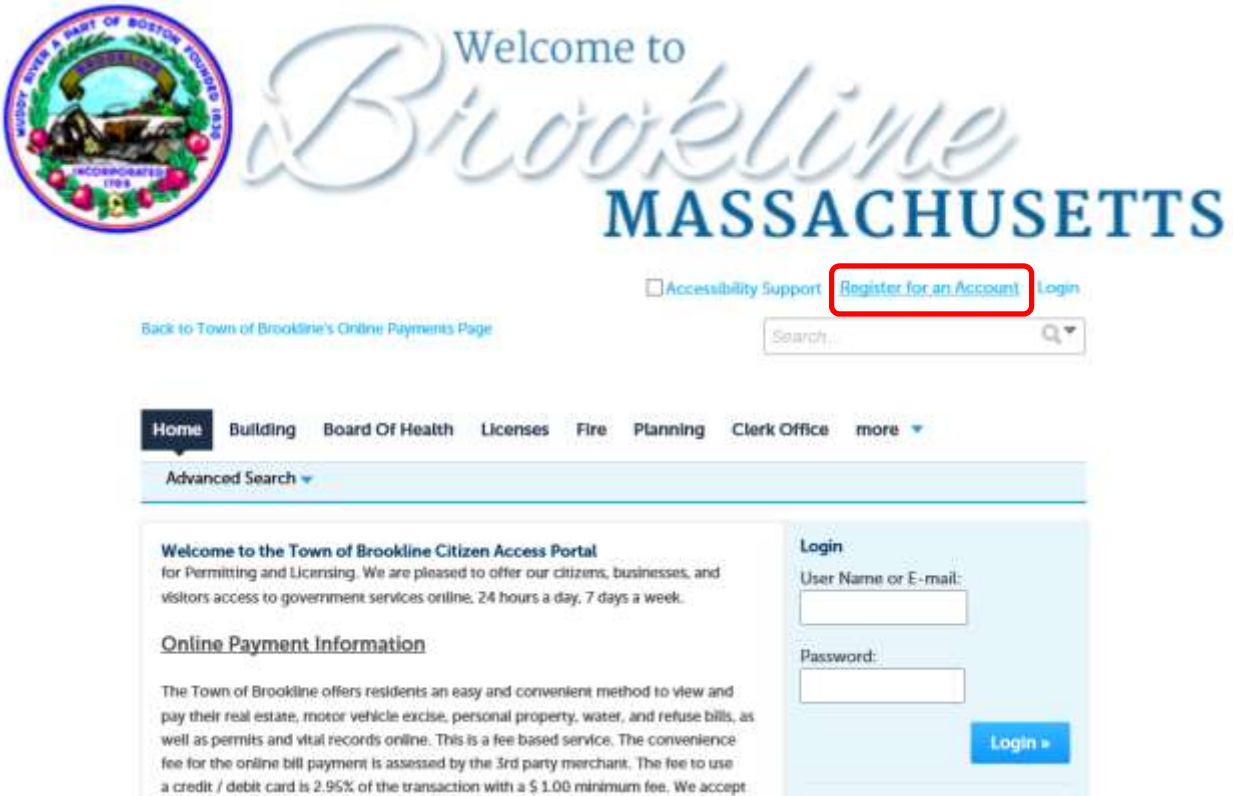 MUDDY RIVER A PART OF BOSTON FOUNDED 1630
BROOKLINE
INCORPORATED
1705
Welcome to
Brookline
MASSACHUSETTS
Accessibility Support Register for an Account Login
Back to Town of Brookline's Online Payments Page
Search...
Home Building Board Of Health Licenses Fire Planning Clerk Office more
Advanced Search
Welcome to the Town of Brookline Citizen Access Portal
for Permitting and Licensing. We are pleased to offer our citizens, businesses, and
visitors access to government services online, 24 hours a day, 7 days a week.
Online Payment Information
The Town of Brookline offers residents an easy and convenient method to view and
pay their real estate, motor vehicle excise, personal property, water, and refuse bills, as
well as permits and vital records online. This is a fee based service. The convenience
fee for the online bill payment is assessed by the 3rd party merchant. The fee to use
a credit / debit card is 2.95% of the transaction with a $ 1.00 minimum fee. We accept
Login
User Name or E-mail:
Password:
Login »